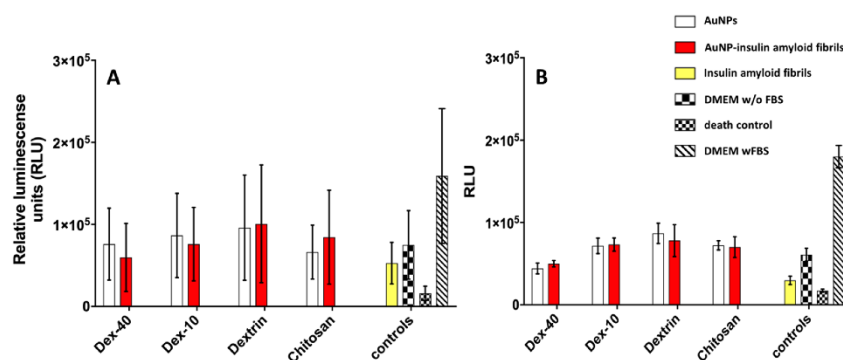 A
Relative luminescense
units (RLU)
3×10⁵
2×10⁵
1×10⁵
0
Dex-40
Dex-10
Dextrin
Chitosan
controls
B
RLU
3×10⁵
2×10⁵
1×10⁵
0
Dex-40
Dex-10
Dextrin
Chitosan
controls
AuNPs
AuNP-insulin amyloid fibrils
Insulin amyloid fibrils
DMEM w/o FBS
death control
DMEM wFBS